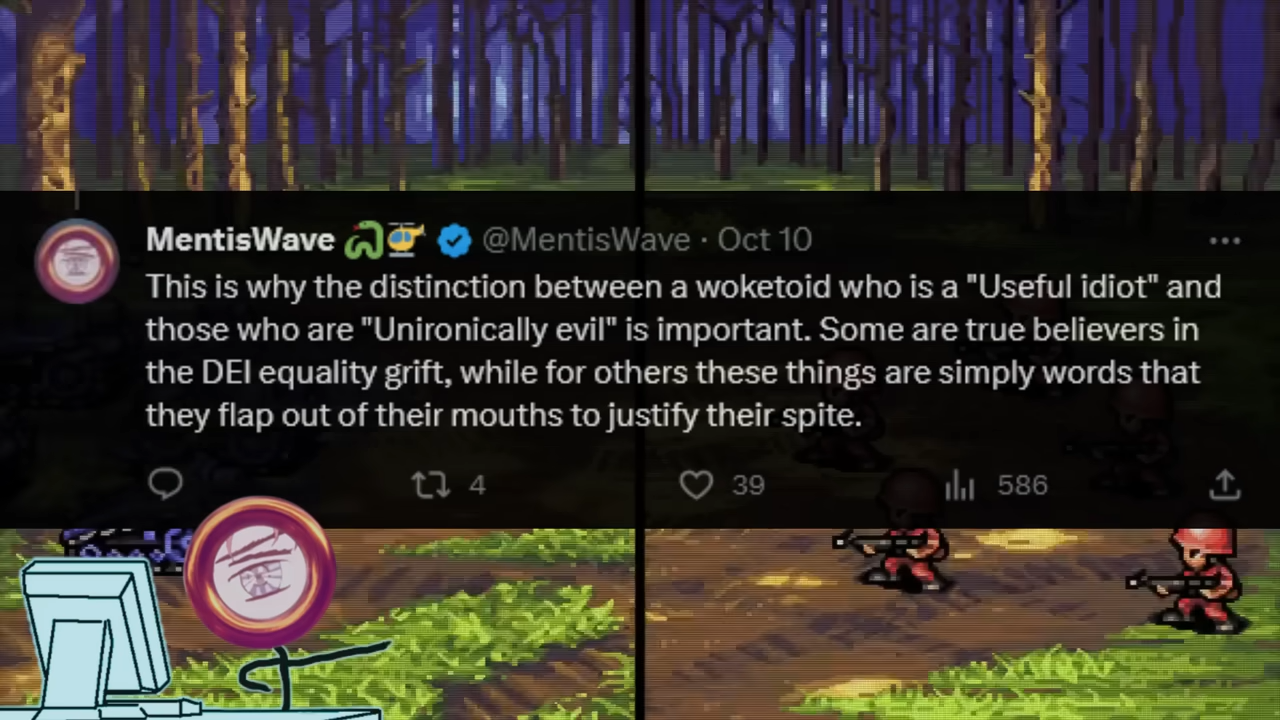 MentisWave 🐍🚁 @MentisWave · Oct 10
This is why the distinction between a woketoid who is a "Useful idiot" and
those who are "Unironically evil" is important. Some are true believers in
the DEI equality grift, while for others these things are simply words that
they flap out of their mouths to justify their spite.
4 39 586